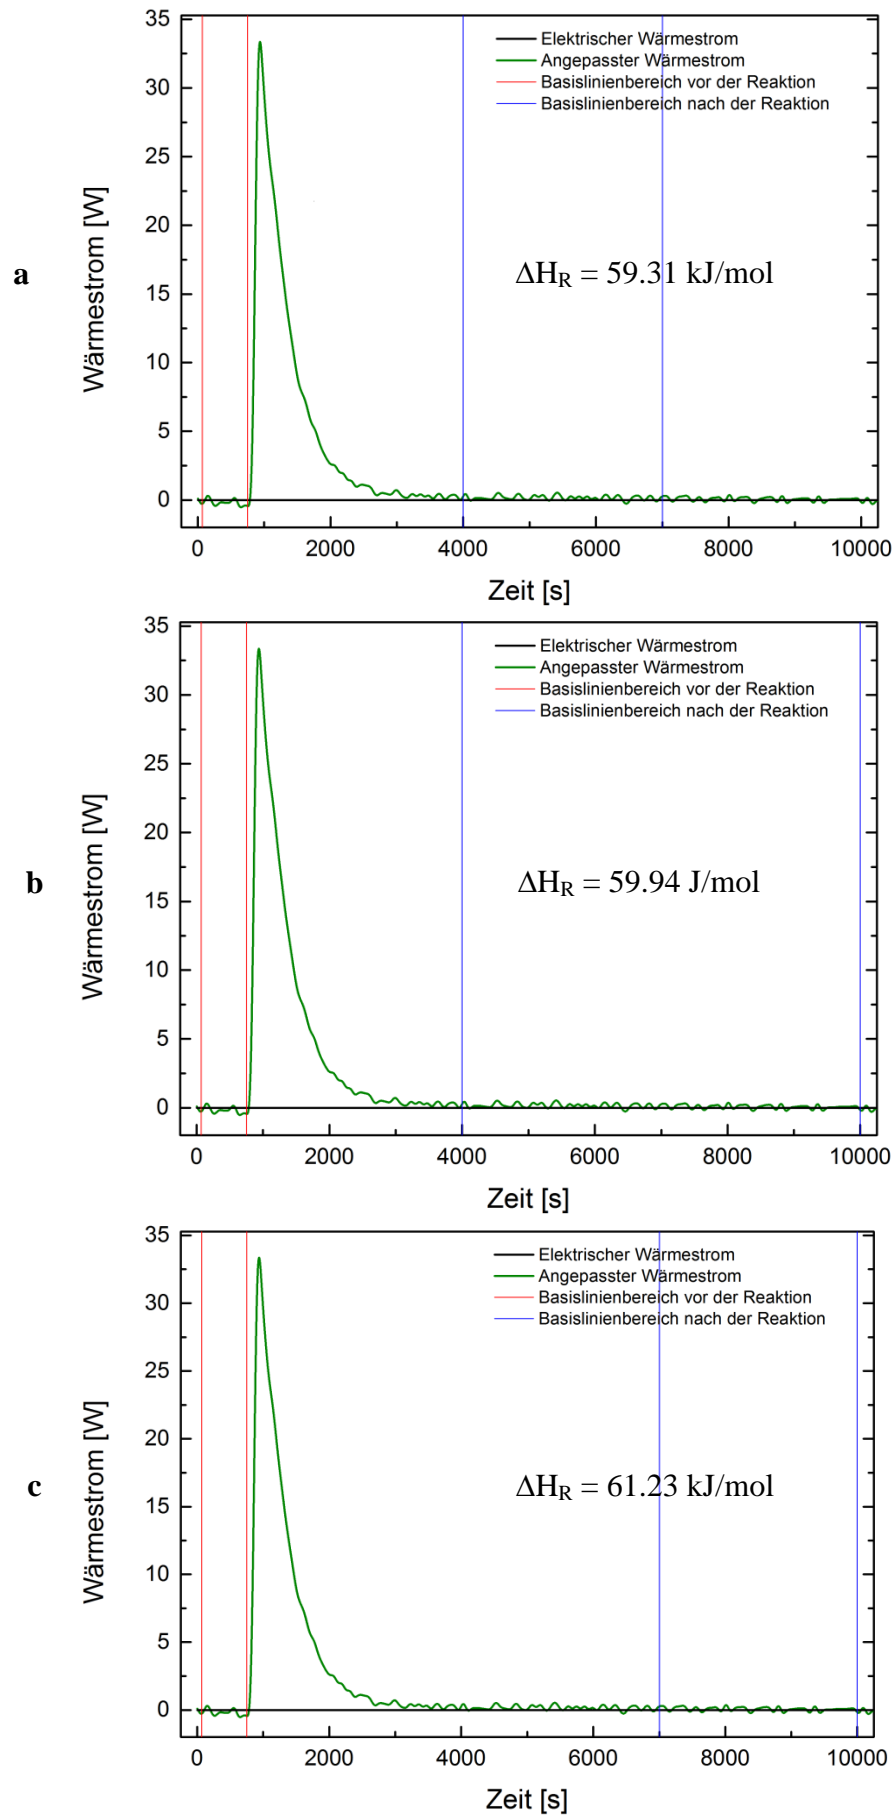 35
30
25
20
15
10
5
0
Wärmestrom [W]
Elektrischer Wärmestrom
Angepasster Wärmestrom
Basislinienbereich vor der Reaktion
Basislinienbereich nach der Reaktion
a
ΔH_R = 59.31 kJ/mol
0 2000 4000 6000 8000 10000
Zeit [s]
35
30
25
20
15
10
5
0
Wärmestrom [W]
Elektrischer Wärmestrom
Angepasster Wärmestrom
Basislinienbereich vor der Reaktion
Basislinienbereich nach der Reaktion
b
ΔH_R = 59.94 J/mol
0 2000 4000 6000 8000 10000
Zeit [s]
35
30
25
20
15
10
5
0
Wärmestrom [W]
Elektrischer Wärmestrom
Angepasster Wärmestrom
Basislinienbereich vor der Reaktion
Basislinienbereich nach der Reaktion
c
ΔH_R = 61.23 kJ/mol
0 2000 4000 6000 8000 10000
Zeit [s]